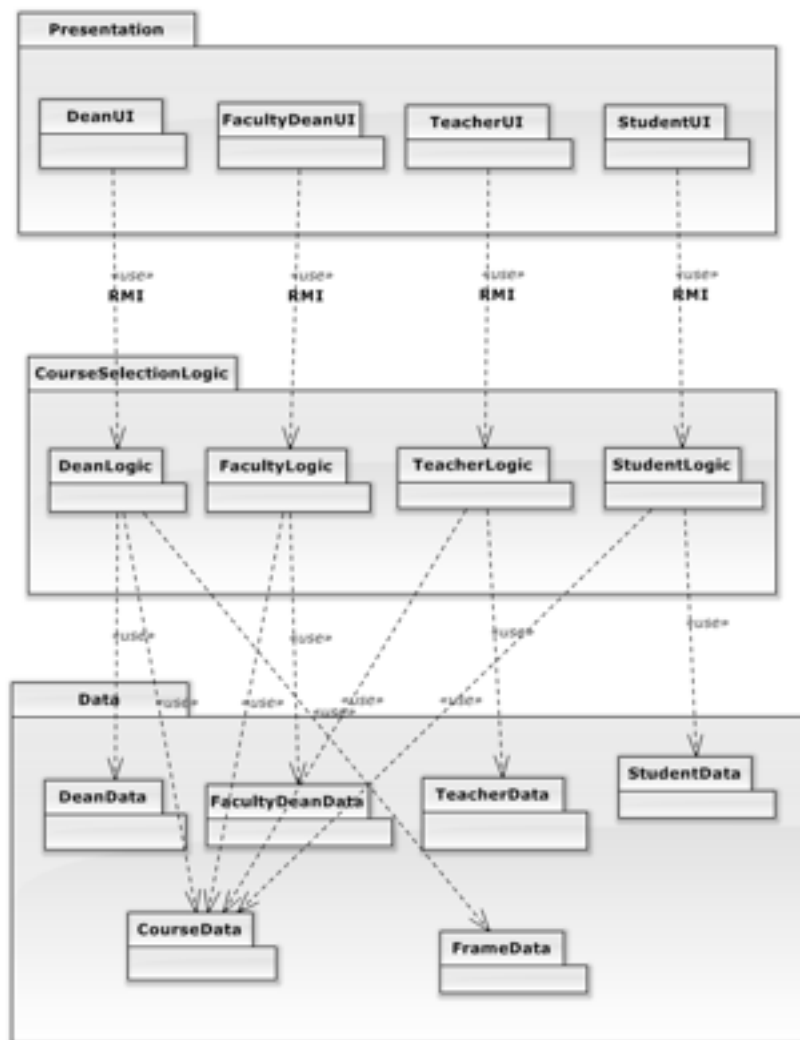 Presentation
DeanUI
FacultyDeanUI
TeacherUI
StudentUI
«use»
«use»
«use»
«use»
RMI
RMI
RMI
RMI
CourseSelectionLogic
DeanLogic
FacultyLogic
TeacherLogic
StudentLogic
«use»
«use»
«use»
«use»
Data
«use»
«use»
«use»
«use»
«use»
DeanData
FacultyDeanData
TeacherData
StudentData
CourseData
FrameData